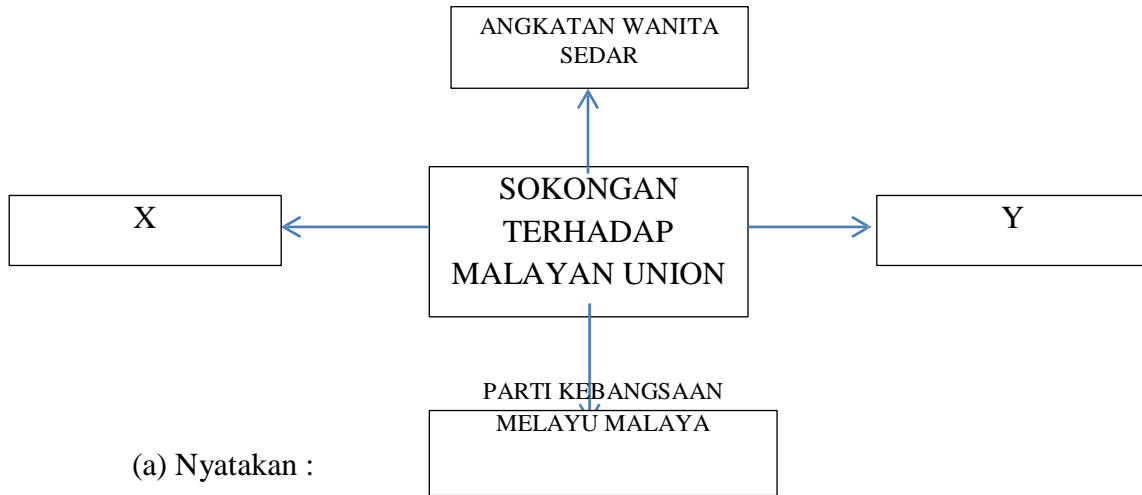 ANGKATAN WANITA
SEDAR
X
SOKONGAN
TERHADAP
MALAYAN UNION
Y
PARTI KEBANGSAAN
MELAYU MALAYA
(a) Nyatakan :